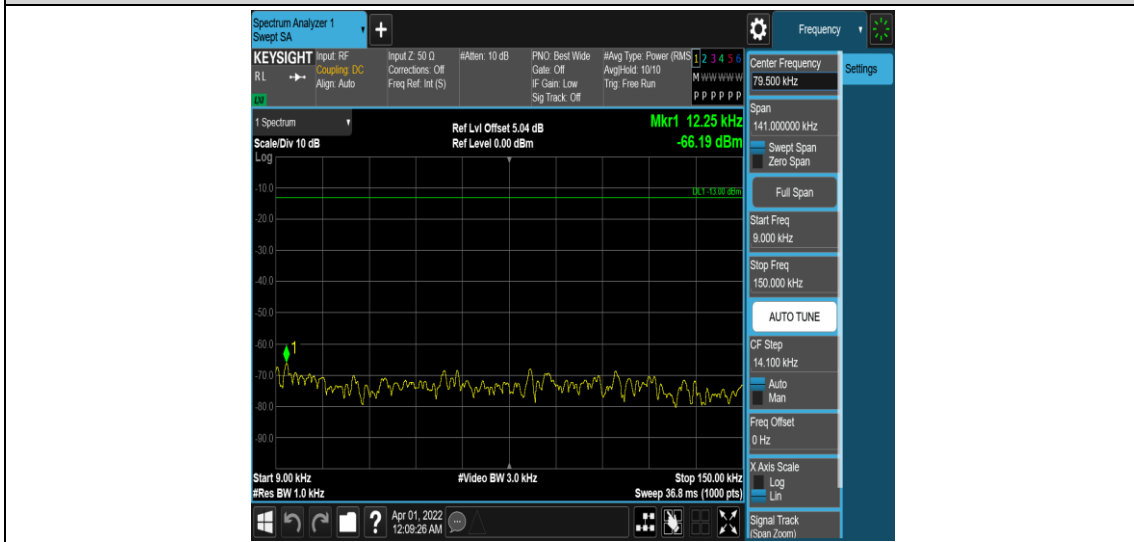 Spectrum Analyzer 1
Swept SA
+
Frequency
KEYSIGHT
RL
LXI
Input: RF
Coupling: DC
Align: Auto
Input Z: 50 Ω
Corrections: Off
Freq Ref: Int (S)
#Atten: 10 dB
PNO: Best Wide
Gate: Off
IF Gain: Low
Sig Track: Off
#Avg Type: Power (RMS
Avg|Hold: 10/10
Trig: Free Run
1 2 3 4 5 6
M W W W W W
P P P P P P
1 Spectrum
Scale/Div 10 dB
Log
Ref Lvl Offset 5.04 dB
Ref Level 0.00 dBm
Mkr1 12.25 kHz
-66.19 dBm
DL1 -13.00 dBm
-10.0
-20.0
-30.0
-40.0
-50.0
-60.0
-70.0
-80.0
-90.0
1
Start 9.00 kHz
#Res BW 1.0 kHz
#Video BW 3.0 kHz
Stop 150.00 kHz
Sweep 36.8 ms (1000 pts)
?
Apr 01, 2022
12:09:26 AM
Center Frequency
79.500 kHz
Settings
Span
141.000000 kHz
Swept Span
Zero Span
Full Span
Start Freq
9.000 kHz
Stop Freq
150.000 kHz
AUTO TUNE
CF Step
14.100 kHz
Auto
Man
Freq Offset
0 Hz
X Axis Scale
Log
Lin
Signal Track
(Span Zoom)